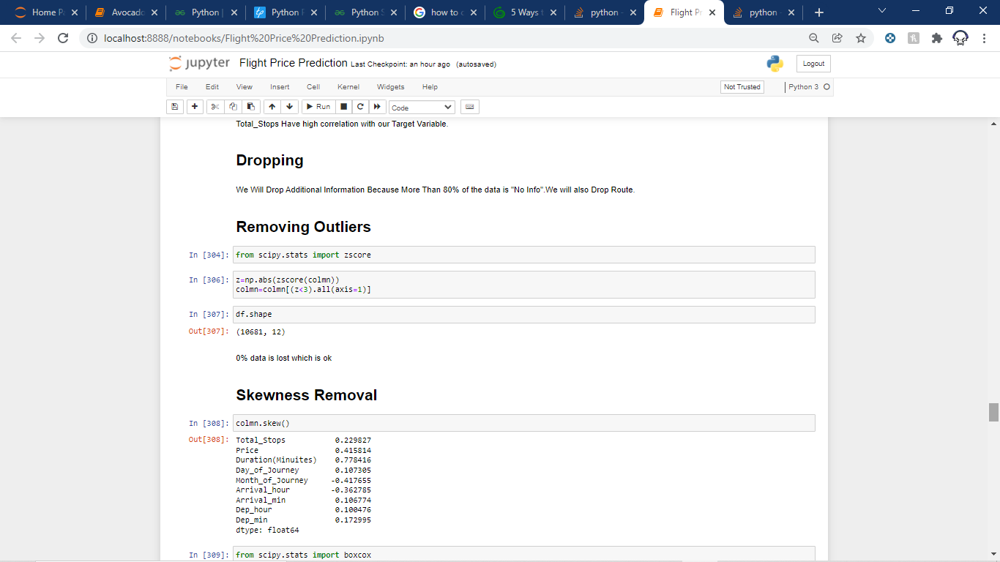 Home Pa
Avocado
Python |
Python F
Python S
how to c
5 Ways t
python -
Flight Pr
python -
localhost:8888/notebooks/Flight%20Price%20Prediction.ipynb
jupyter Flight Price Prediction Last Checkpoint: an hour ago (autosaved)
Logout
File Edit View Insert Cell Kernel Widgets Help
Not Trusted
Python 3
Run
Code
Total_Stops Have high correlation with our Target Variable.
Dropping
We Will Drop Additional Information Because More Than 80% of the data is "No Info".We will also Drop Route.
Removing Outliers
In [304]: from scipy.stats import zscore
In [306]: z=np.abs(zscore(colmn))
colmn=colmn[(z<3).all(axis=1)]
In [307]: df.shape
Out[307]: (10681, 12)
0% data is lost which is ok
Skewness Removal
In [308]: colmn.skew()
Out[308]: Total_Stops 0.229827
Price 0.415814
Duration(Minuites) 0.778416
Day_of_Journey 0.107305
Month_of_Journey -0.417655
Arrival_hour -0.362785
Arrival_min 0.106774
Dep_hour 0.100476
Dep_min 0.172995
dtype: float64
In [309]: from scipy.stats import boxcox